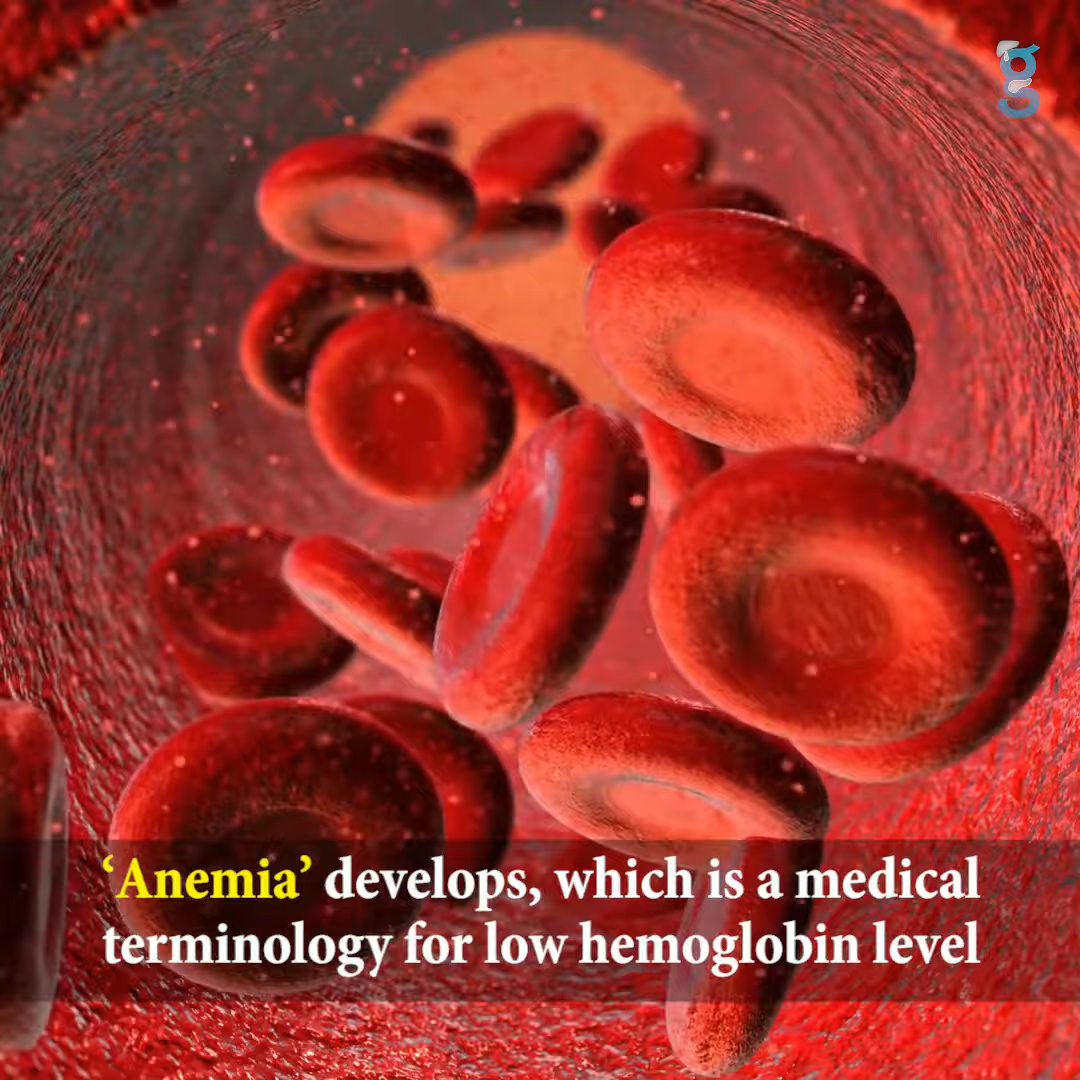 ‘Anemia’ develops, which is a medical
terminology for low hemoglobin level